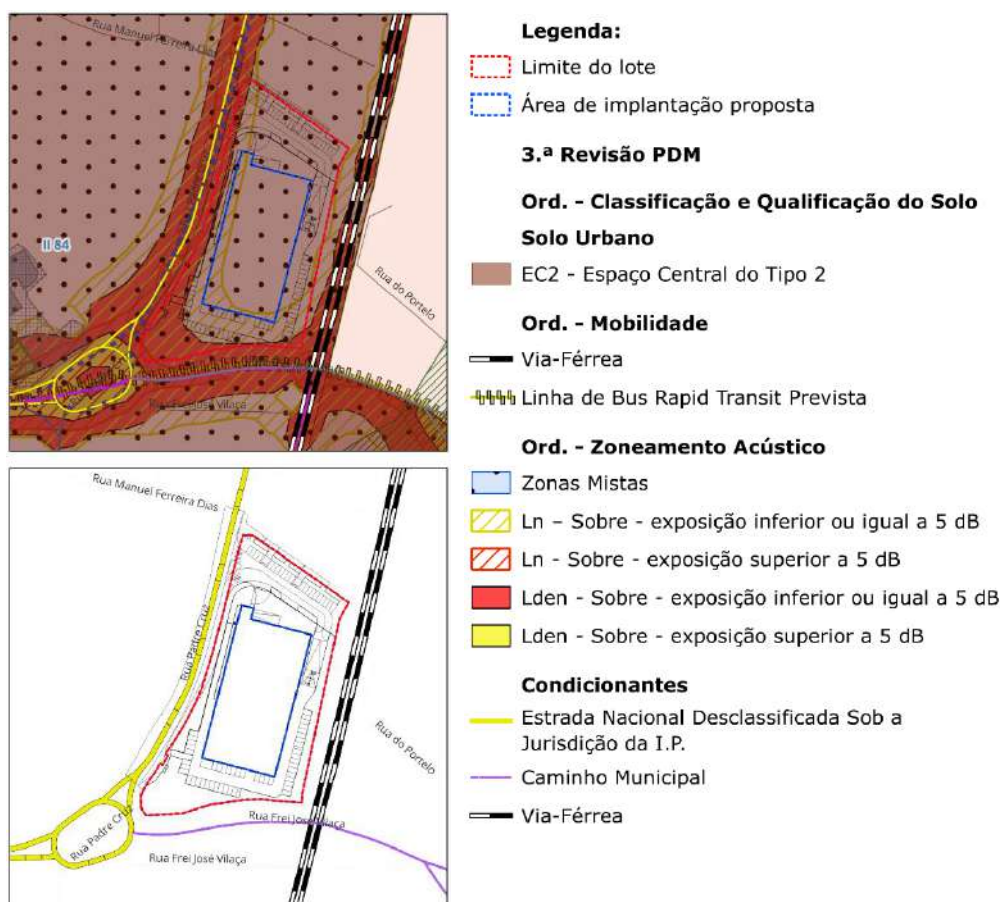 Rua Manuel Ferreira Dias
II 84
Rua do Portelo
Rua Frei José Vilaça
Rua Manuel Ferreira Dias
Rua Padre Cruz
Rua do Portelo
Rua Padre Cruz
Rua Frei José Vilaça
Rua Frei José Vilaça
Legenda:
Limite do lote
Área de implantação proposta
3.ª Revisão PDM
Ord. - Classificação e Qualificação do Solo
Solo Urbano
EC2 - Espaço Central do Tipo 2
Ord. - Mobilidade
Via-Férrea
Linha de Bus Rapid Transit Prevista
Ord. - Zoneamento Acústico
Zonas Mistas
Ln – Sobre - exposição inferior ou igual a 5 dB
Ln - Sobre - exposição superior a 5 dB
Lden - Sobre - exposição inferior ou igual a 5 dB
Lden - Sobre - exposição superior a 5 dB
Condicionantes
Estrada Nacional Desclassificada Sob a
Jurisdição da I.P.
Caminho Municipal
Via-Férrea